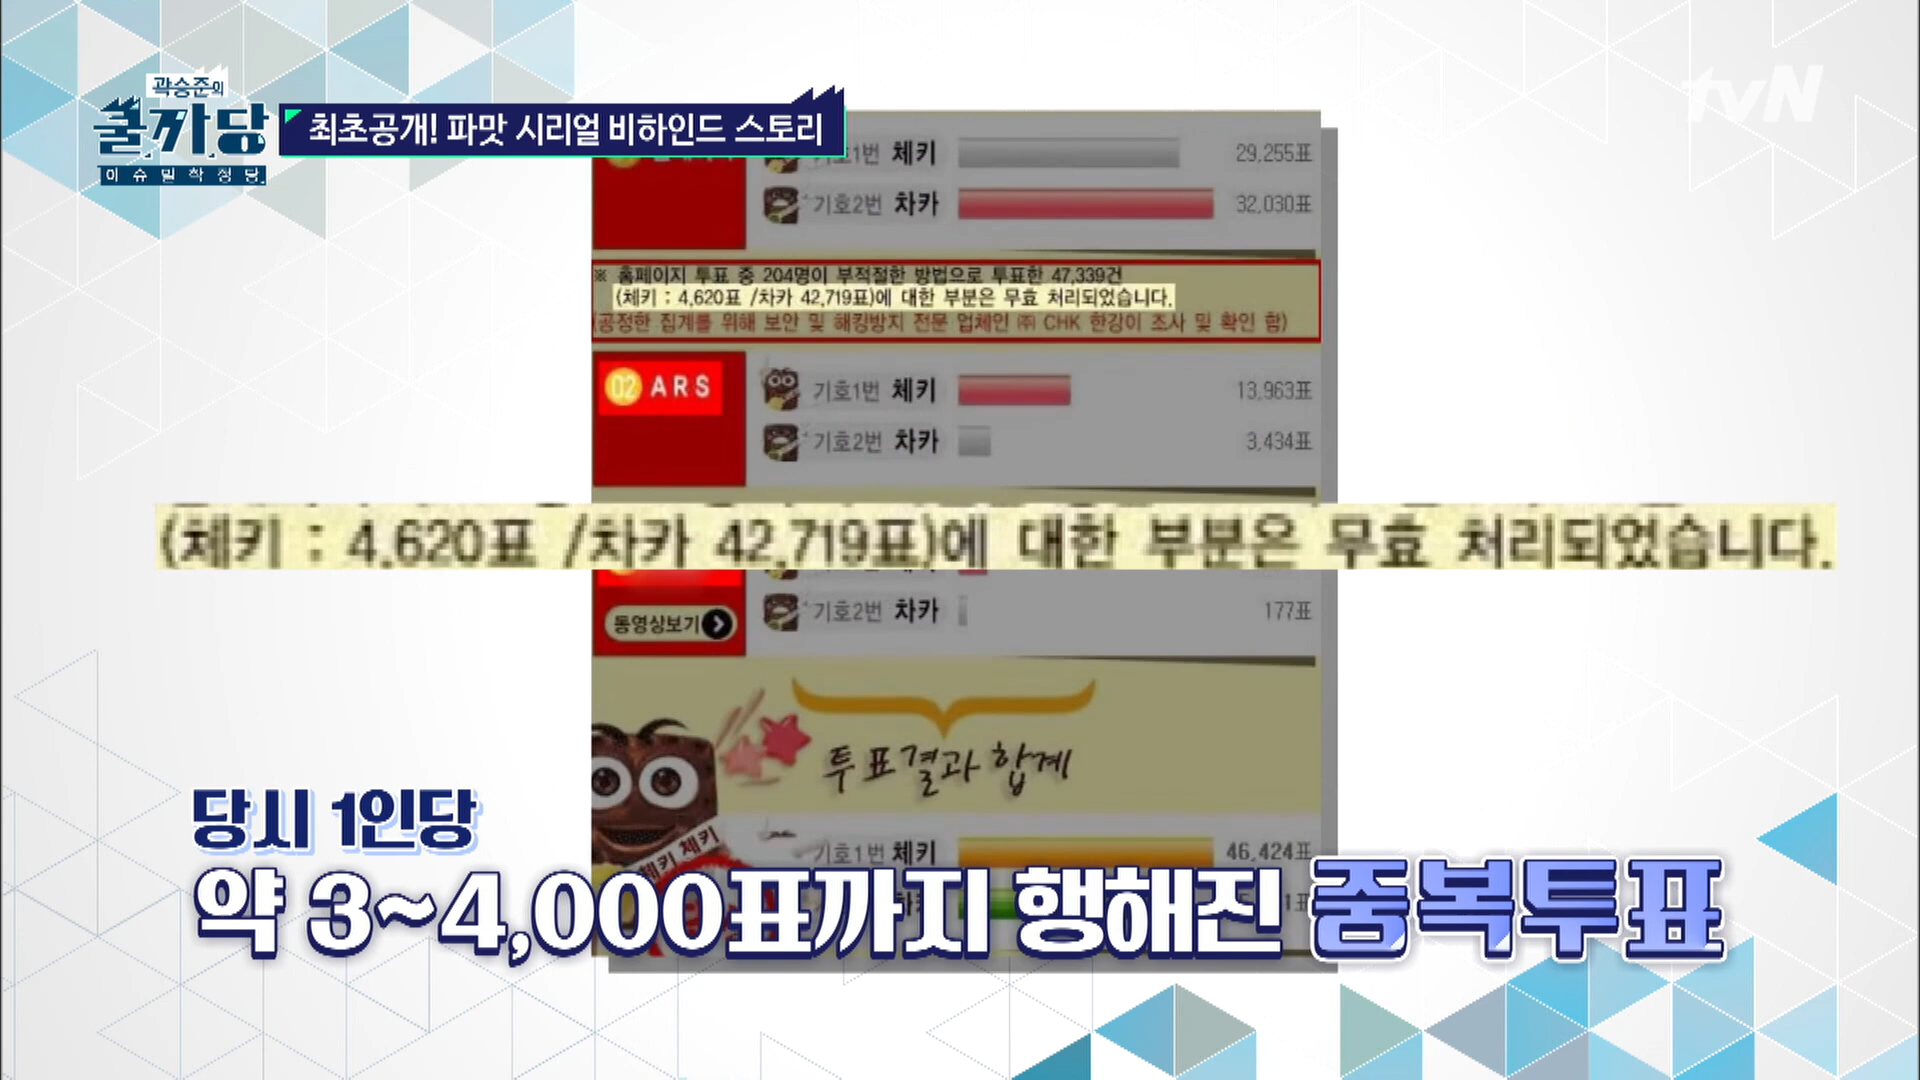 곽승준의
쿨.까.당
이슈밀착정당.
최초공개! 파맛 시리얼 비하인드 스토리
tvN
기호1번 체키 29,255표
기호2번 차카 32,030표
※ 홈페이지 투표 중 204명이 부적절한 방법으로 투표한 47,339건
(체키 : 4,620표 /차카 42,719표)에 대한 부분은 무효 처리되었습니다.
(공정한 집계를 위해 보안 및 해킹방지 전문 업체인 ㈜ CHK 한강이 조사 및 확인 함)
02 ARS
기호1번 체키 13,963표
기호2번 차카 3,434표
(체키 : 4,620표 /차카 42,719표)에 대한 부분은 무효 처리되었습니다.
동영상보기
기호2번 차카 177표
투표결과 합계
체키 체키
기호1번 체키 46,424표
당시 1인당
약 3~4,000표까지 행해진 중복투표